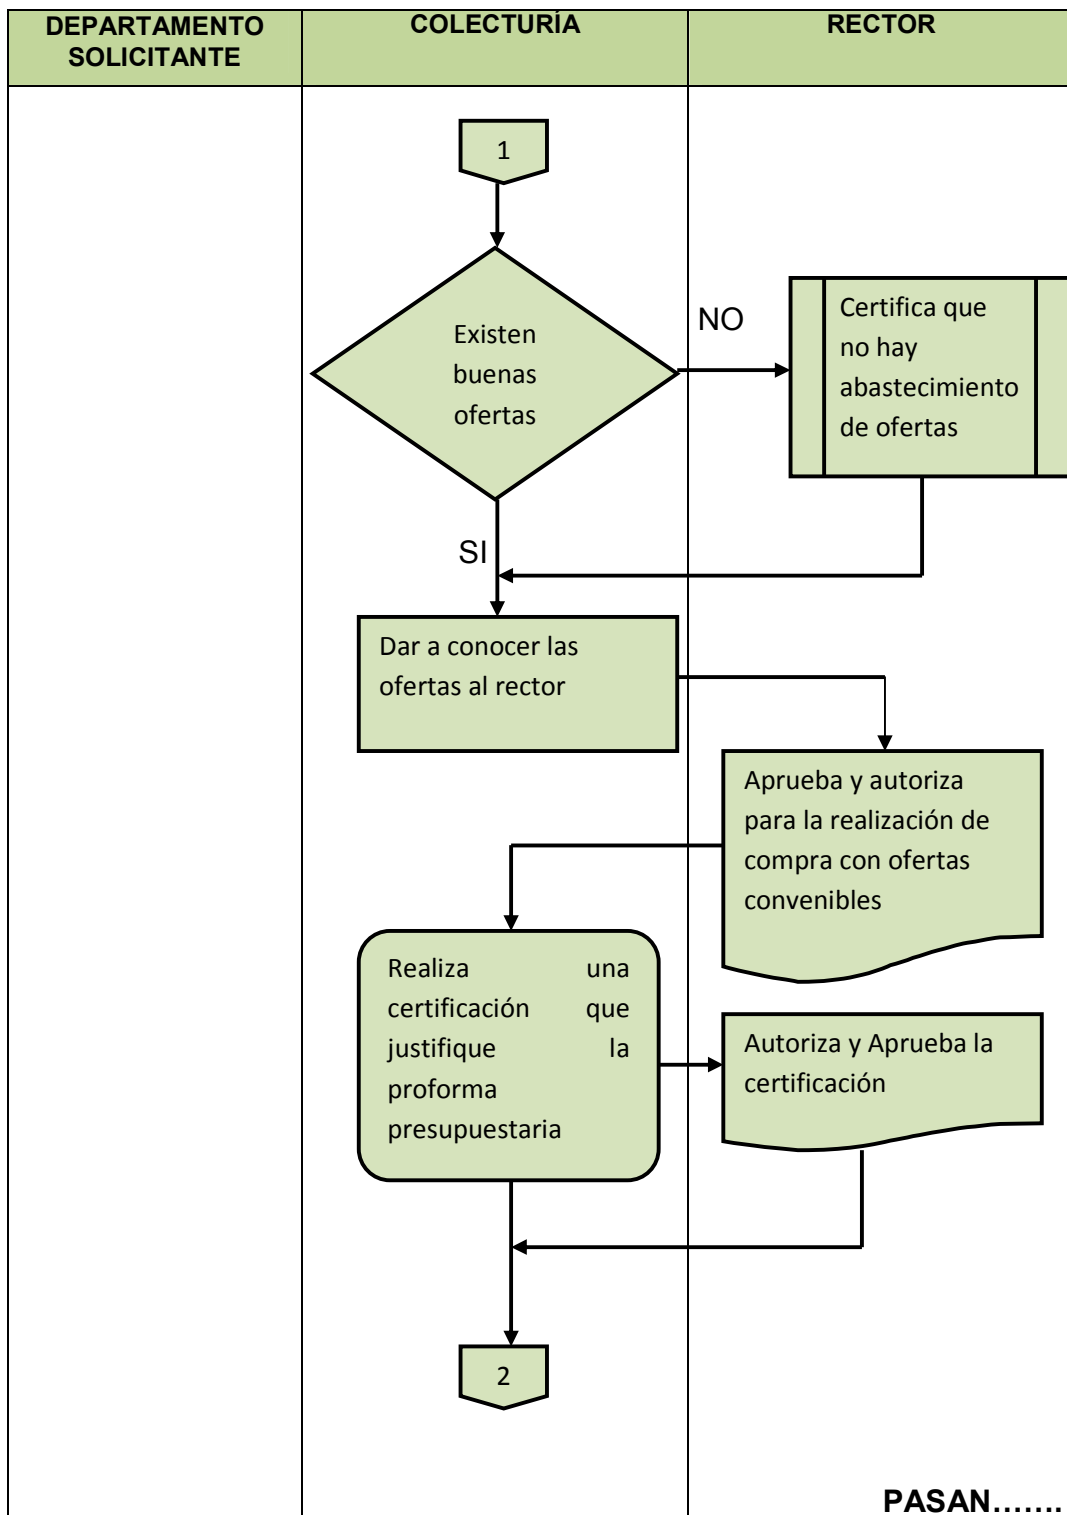 DEPARTAMENTO
SOLICITANTE
COLECTURÍA
RECTOR
1
Existen
buenas
ofertas
NO
Certifica que
no hay
abastecimiento
de ofertas
SI
Dar a conocer las
ofertas al rector
Aprueba y autoriza
para la realización de
compra con ofertas
convenibles
Realiza una
certificación que
justifique la
proforma
presupuestaria
Autoriza y Aprueba la
certificación
2
PASAN…….